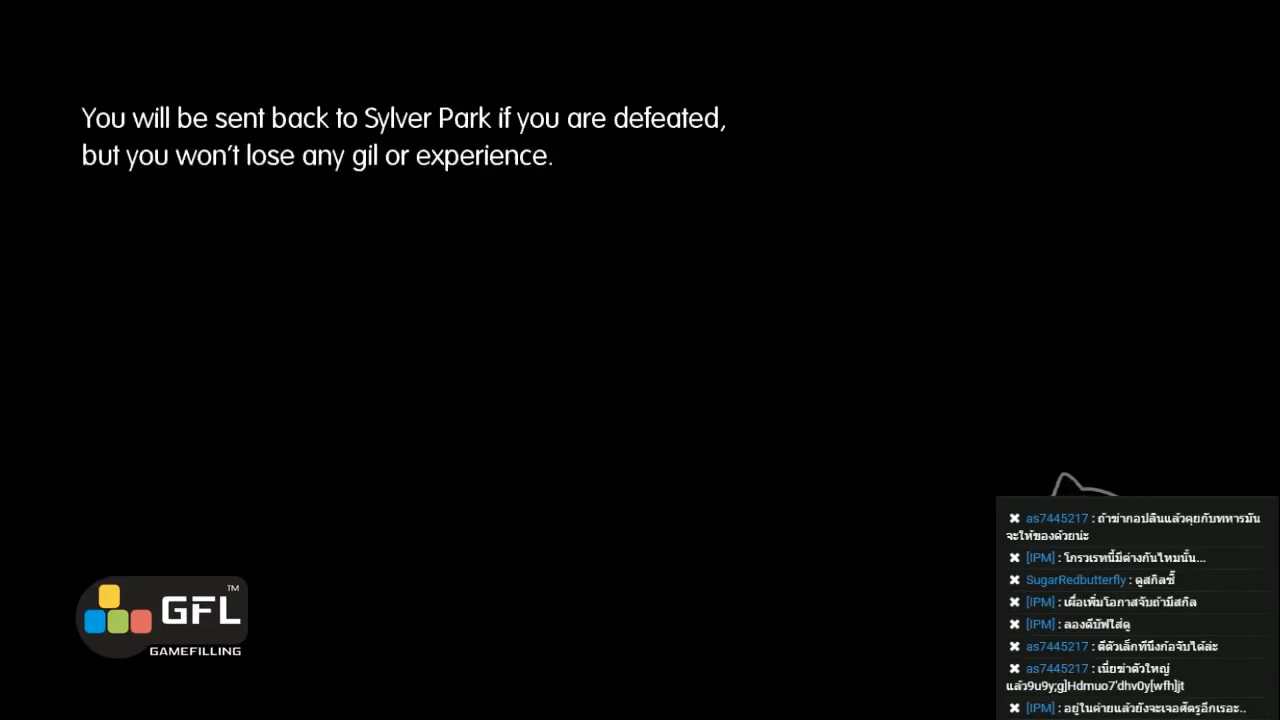 You will be sent back to Sylver Park if you are defeated,
but you won't lose any gil or experience.
GFL™
GAMEFILLING
✖ as7445217 : ถ้าฆ่ากอปลินแล้วคุยกับทหารมัน
จะให้ของด้วยน่ะ
✖ [IPM] : โกรวเรทนี้มีต่างกันไหมนั้น...
✖ SugarRedbutterfly : ดูสกิลซิ๊
✖ [IPM] : เผื่อเพิ่มโอกาสจับถ้ามีสกิล
✖ [IPM] : ลองดีบัฟใส่ดู
✖ as7445217 : ตีตัวเล็กทีนึงก้อจับได้ล่ะ
✖ as7445217 : เนี่ยฆ่าตัวใหญ่
แล้ว9u9y;g]Hdmuo7'dhv0y[wfh]jt
✖ [IPM] : อยู่ในค่ายแล้วยังจะเจอศัตรูอีกเรอะ..